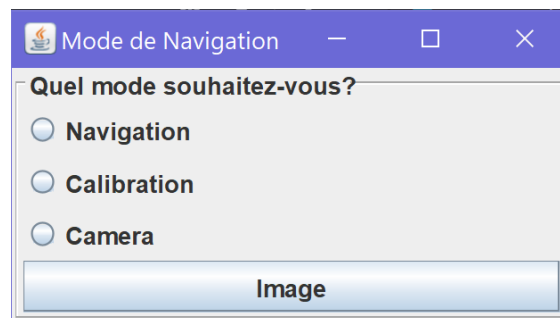 Mode de Navigation
Quel mode souhaitez-vous?
Navigation
Calibration
Camera
Image